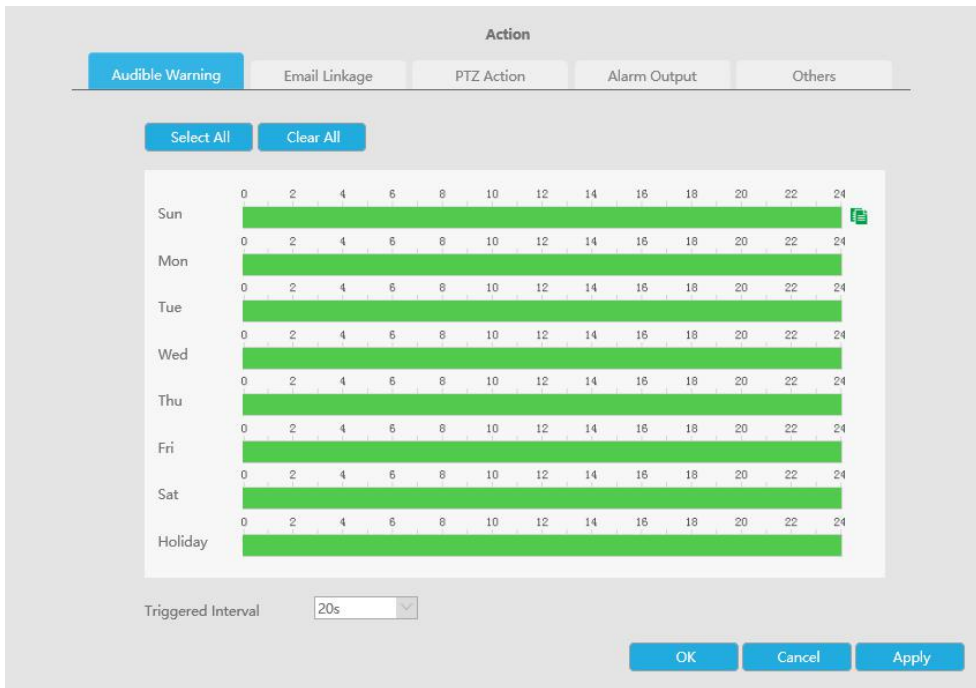 Action
Audible Warning Email Linkage PTZ Action Alarm Output Others
Select All Clear All
0 2 4 6 8 10 12 14 16 18 20 22 24
Sun
0 2 4 6 8 10 12 14 16 18 20 22 24
Mon
0 2 4 6 8 10 12 14 16 18 20 22 24
Tue
0 2 4 6 8 10 12 14 16 18 20 22 24
Wed
0 2 4 6 8 10 12 14 16 18 20 22 24
Thu
0 2 4 6 8 10 12 14 16 18 20 22 24
Fri
0 2 4 6 8 10 12 14 16 18 20 22 24
Sat
0 2 4 6 8 10 12 14 16 18 20 22 24
Holiday
Triggered Interval 20s
OK Cancel Apply